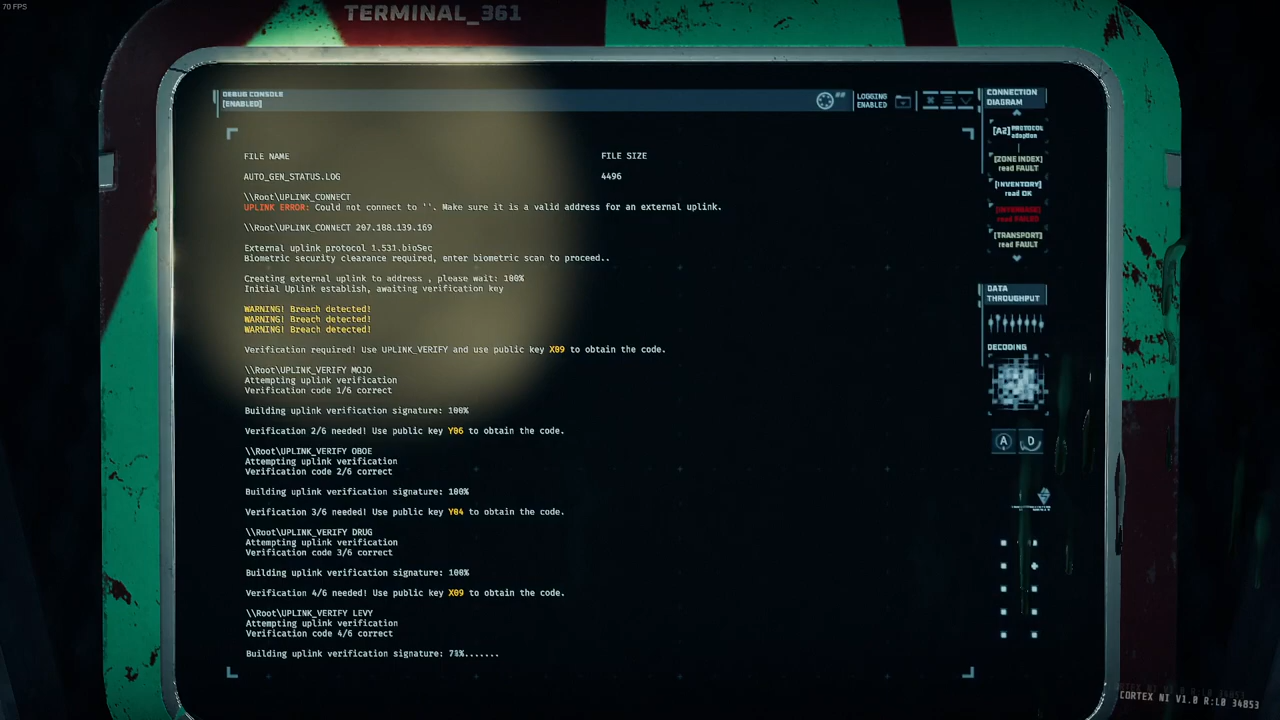 70 FPS
TERMINAL_361
DEBUG CONSOLE
[ENABLED]
LOGGING
ENABLED
FILE NAME FILE SIZE
AUTO_GEN_STATUS.LOG 4496
\\Root\UPLINK_CONNECT
UPLINK ERROR: Could not connect to ''. Make sure it is a valid address for an external uplink.
\\Root\UPLINK_CONNECT 207.188.139.169
External uplink protocol 1.531.bioSec
Biometric security clearance required, enter biometric scan to proceed..
Creating external uplink to address , please wait: 100%
Initial Uplink establish, awaiting verification key
WARNING! Breach detected!
WARNING! Breach detected!
WARNING! Breach detected!
Verification required! Use UPLINK_VERIFY and use public key X09 to obtain the code.
\\Root\UPLINK_VERIFY MOJO
Attempting uplink verification
Verification code 1/6 correct
Building uplink verification signature: 100%
Verification 2/6 needed! Use public key Y06 to obtain the code.
\\Root\UPLINK_VERIFY OBOE
Attempting uplink verification
Verification code 2/6 correct
Building uplink verification signature: 100%
Verification 3/6 needed! Use public key Y04 to obtain the code.
\\Root\UPLINK_VERIFY DRUG
Attempting uplink verification
Verification code 3/6 correct
Building uplink verification signature: 100%
Verification 4/6 needed! Use public key X09 to obtain the code.
\\Root\UPLINK_VERIFY LEVY
Attempting uplink verification
Verification code 4/6 correct
Building uplink verification signature:
CONNECTION
DIAGRAM
[A2] PROTOCOL
adaption
[ZONE INDEX]
read FAULT
[INVENTORY]
read OK
read FAILED
[TRANSPORT]
read FAULT
DATA
THROUGHPUT
DECODING
A D
CORTEX NI V1.0 R:L0 34853